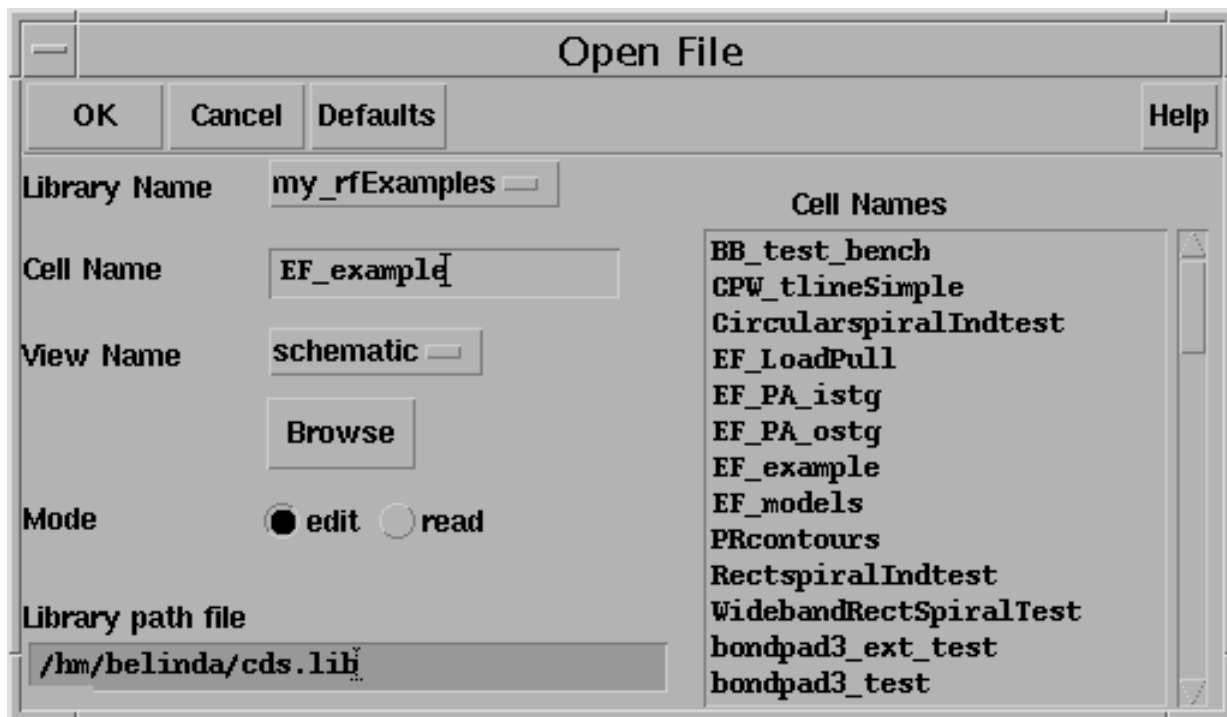 Open File
OK Cancel Defaults Help
Library Name my_rfExamples
Cell Name EF_example
View Name schematic
Browse
Mode edit read
Library path file
/hm/belinda/cds.lib
Cell Names
BB_test_bench
CPW_tlineSimple
CircularspiralIndtest
EF_LoadPull
EF_PA_istg
EF_PA_ostg
EF_example
EF_models
PRcontours
RectspiralIndtest
WidebandRectSpiralTest
bondpad3_ext_test
bondpad3_test